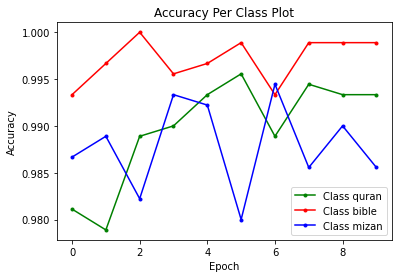 Accuracy Per Class Plot
1.000
0.995
0.990
0.985
0.980
Accuracy
0 2 4 6 8
Epoch
Class quran
Class bible
Class mizan